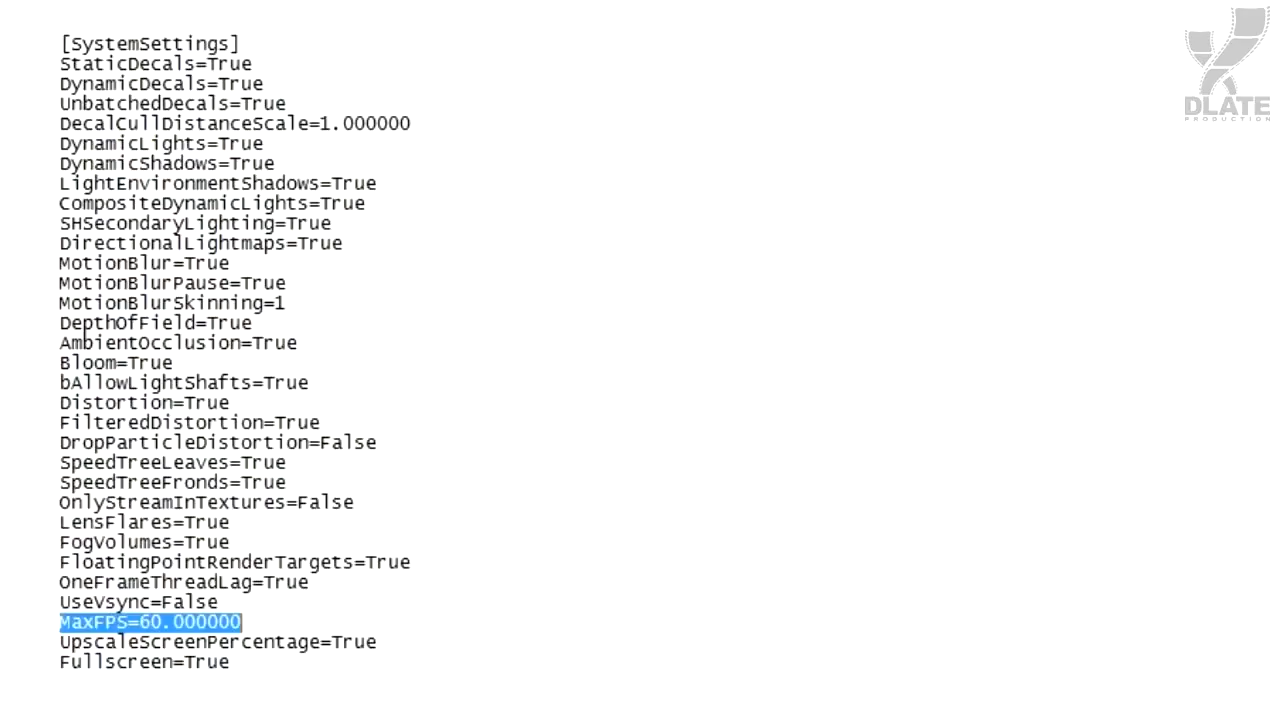 [SystemSettings]
StaticDecals=True
DynamicDecals=True
UnbatchedDecals=True
DecalCullDistanceScale=1.000000
DynamicLights=True
DynamicShadows=True
LightEnvironmentShadows=True
CompositeDynamicLights=True
SHSecondaryLighting=True
DirectionalLightmaps=True
MotionBlur=True
MotionBlurPause=True
MotionBlurSkinning=1
DepthOfField=True
AmbientOcclusion=True
Bloom=True
bAllowLightShafts=True
Distortion=True
FilteredDistortion=True
DropParticleDistortion=False
SpeedTreeLeaves=True
SpeedTreeFronds=True
OnlyStreamInTextures=False
LensFlares=True
FogVolumes=True
FloatingPointRenderTargets=True
OneFrameThreadLag=True
UseVsync=False
MaxFPS=60.000000
UpscaleScreenPercentage=True
Fullscreen=True
DLATE
PRODUCTION